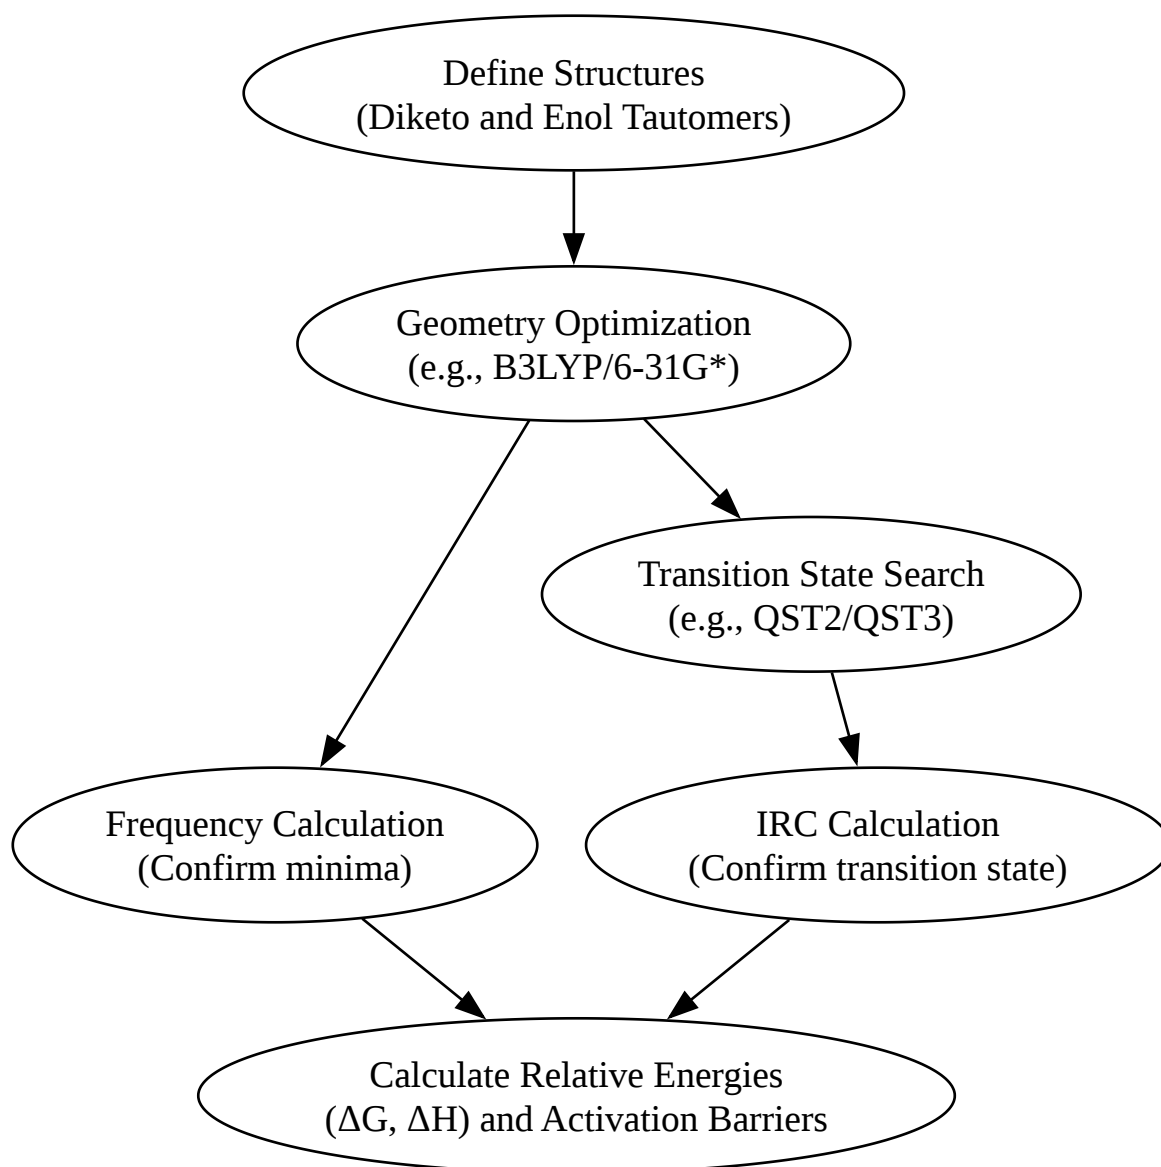 Define Structures
(Diketo and Enol Tautomers)
Geometry Optimization
(e.g., B3LYP/6-31G*)
Transition State Search
(e.g., QST2/QST3)
Frequency Calculation
(Confirm minima)
IRC Calculation
(Confirm transition state)
Calculate Relative Energies
(ΔG, ΔH) and Activation Barriers